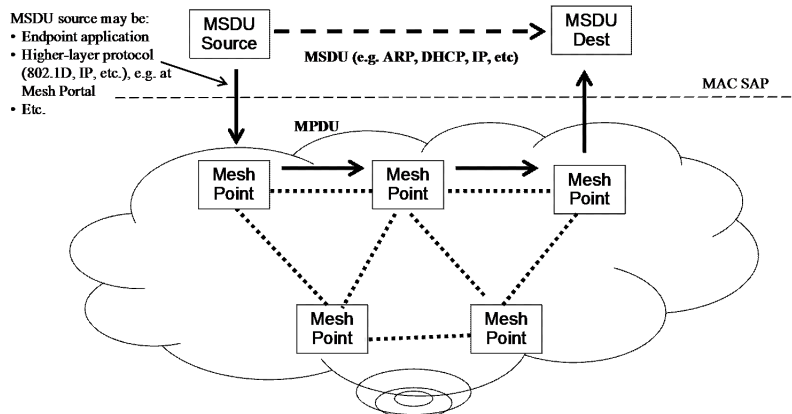 MSDU source may be:
• Endpoint application
• Higher-layer protocol
(802.1D, IP, etc.), e.g. at
Mesh Portal
• Etc.
MSDU
Source
MSDU
Dest
MSDU (e.g. ARP, DHCP, IP, etc)
MAC SAP
MPDU
Mesh
Point
Mesh
Point
Mesh
Point
Mesh
Point
Mesh
Point